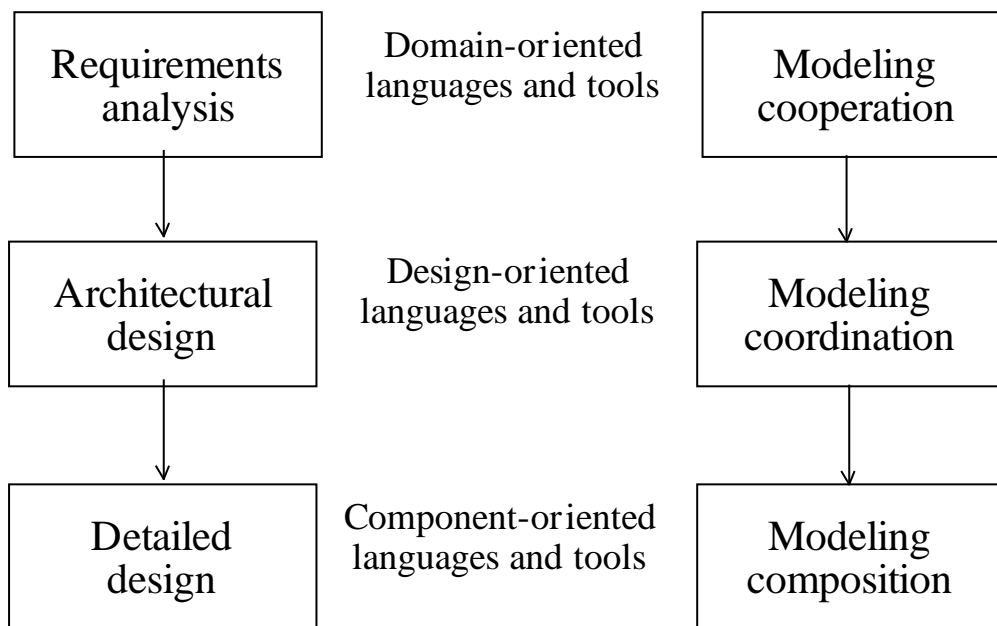 Requirements
analysis
Domain-oriented
languages and tools
Modeling
cooperation
Architectural
design
Design-oriented
languages and tools
Modeling
coordination
Detailed
design
Component-oriented
languages and tools
Modeling
composition